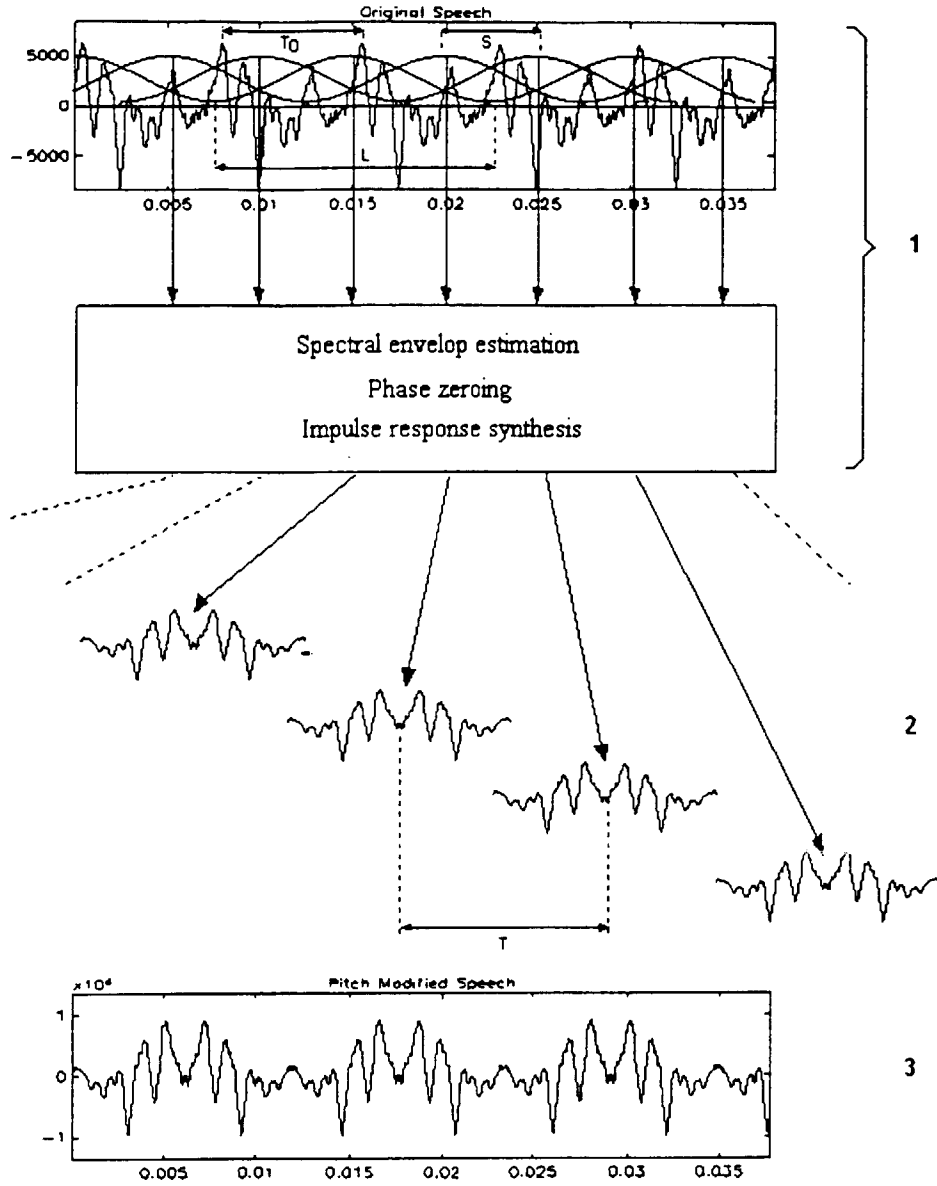 Original Speech
T0 S
5000
0
-5000
L
0.005 0.01 0.015 0.02 0.025 0.03 0.035
1
Spectral envelop estimation
Phase zeroing
Impulse response synthesis
2
T
×10⁴ Pitch Modified Speech
1
0
-1
3
0.005 0.01 0.015 0.02 0.025 0.03 0.035